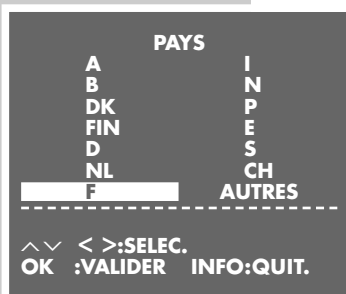 PAYS
A I
B N
DK P
FIN E
D S
NL CH
F AUTRES
< >:SELEC.
OK :VALIDER INFO:QUIT.